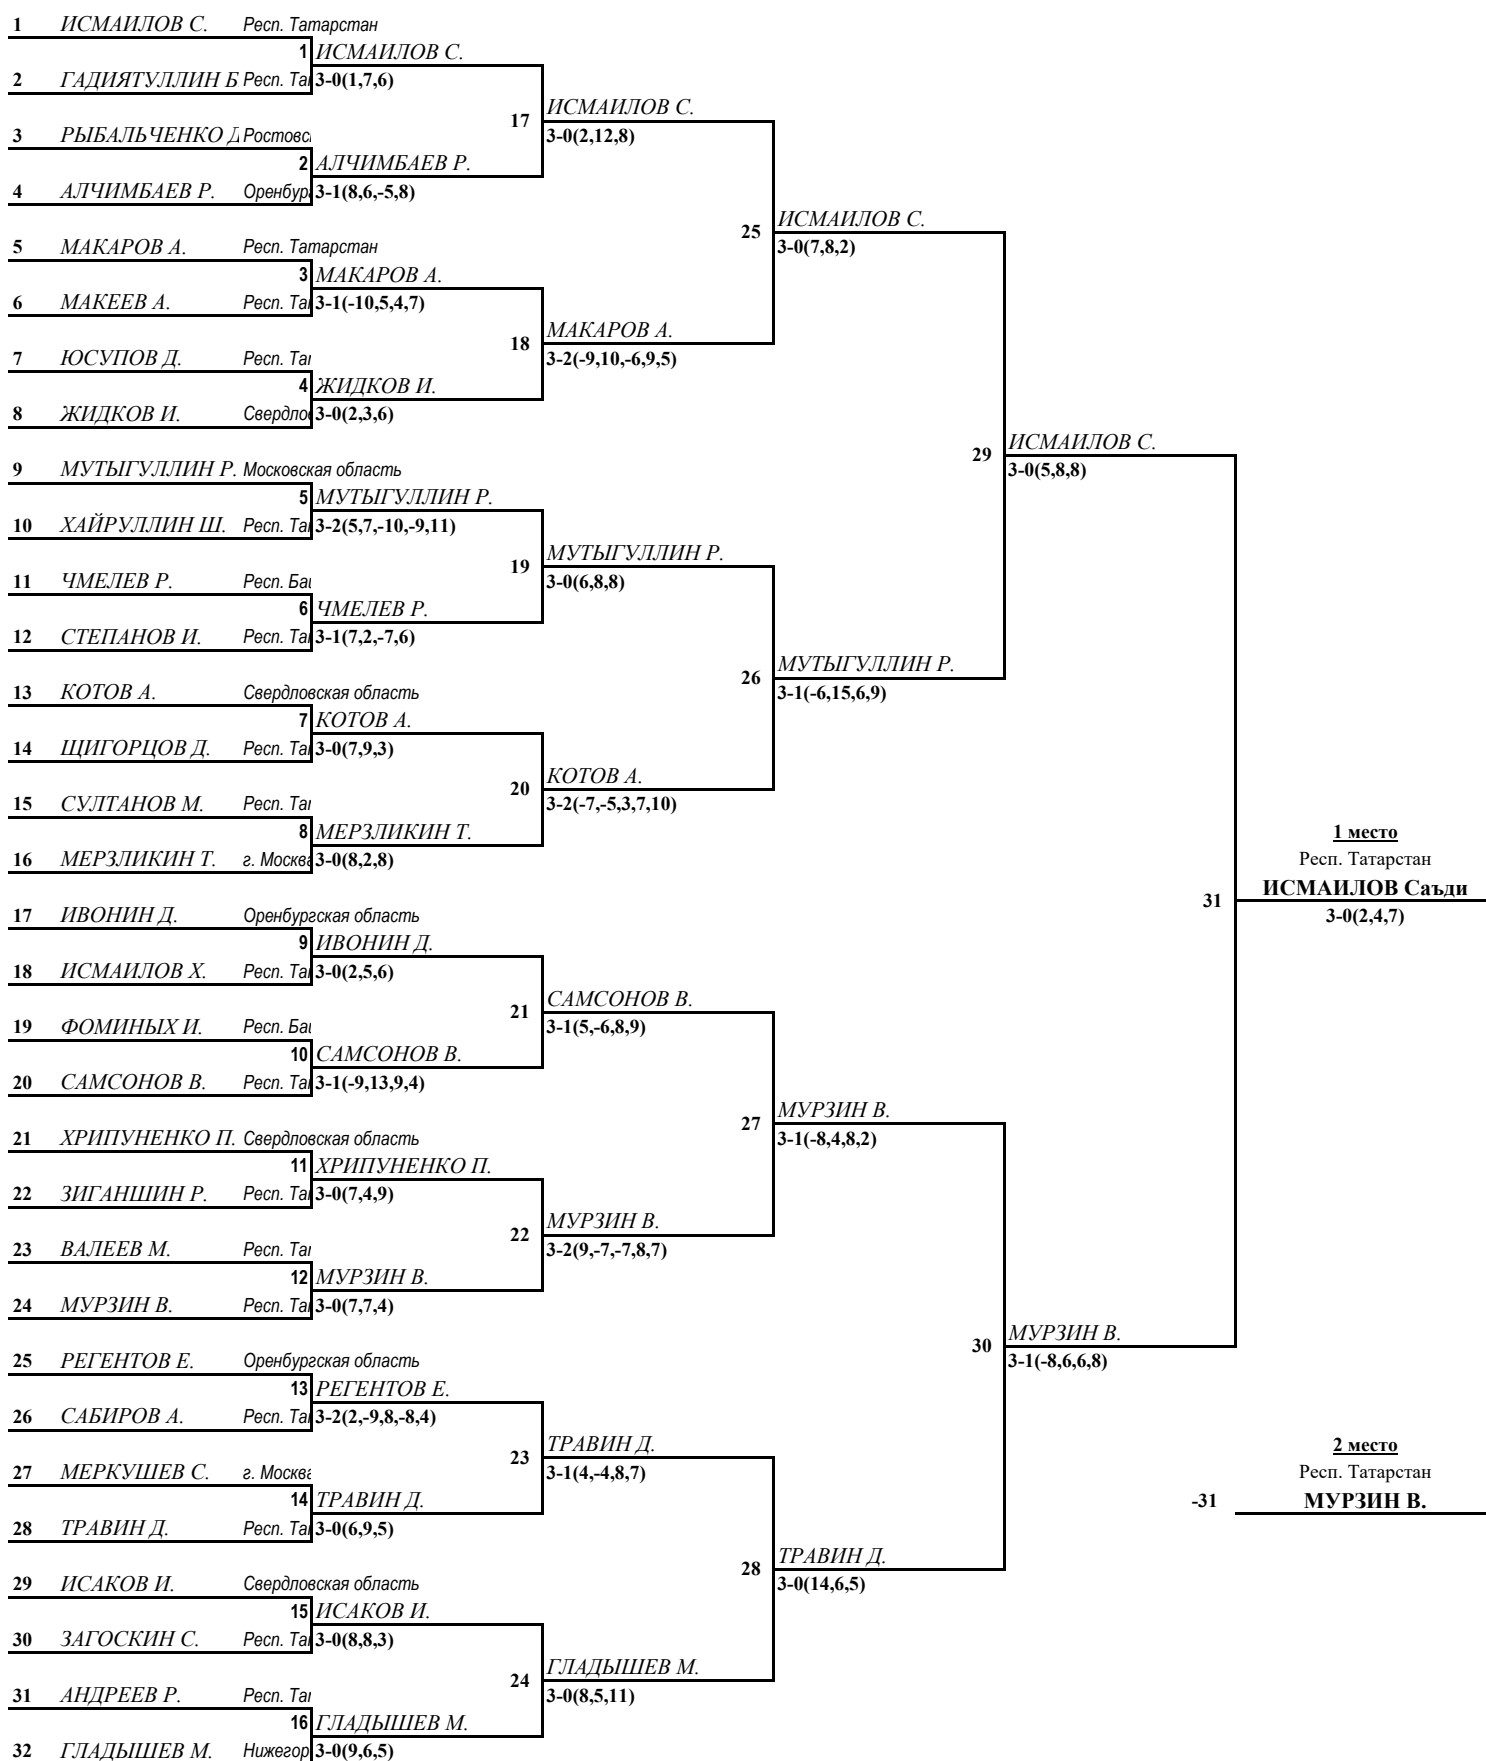 1 ИСМАИЛОВ С. Респ. Татарстан
1 ИСМАИЛОВ С.
2 ГАДИЯТУЛЛИН Б Респ. Та 3-0(1,7,6)
17 ИСМАИЛОВ С.
3-0(2,12,8)
3 РЫБАЛЬЧЕНКО Ростовс
2 АЛЧИМБАЕВ Р.
4 АЛЧИМБАЕВ Р. Оренбур 3-1(8,6,-5,8)
25 ИСМАИЛОВ С.
3-0(7,8,2)
5 МАКАРОВ А. Респ. Татарстан
3 МАКАРОВ А.
6 МАКЕЕВ А. Респ. Та 3-1(-10,5,4,7)
18 МАКАРОВ А.
3-2(-9,10,-6,9,5)
7 ЮСУПОВ Д. Респ. Та
4 ЖИДКОВ И.
8 ЖИДКОВ И. Свердло 3-0(2,3,6)
29 ИСМАИЛОВ С.
3-0(5,8,8)
9 МУТЫГУЛЛИН Р. Московская область
5 МУТЫГУЛЛИН Р.
10 ХАЙРУЛЛИН Ш. Респ. Та 3-2(5,7,-10,-9,11)
19 МУТЫГУЛЛИН Р.
3-0(6,8,8)
11 ЧМЕЛЕВ Р. Респ. Ба
6 ЧМЕЛЕВ Р.
12 СТЕПАНОВ И. Респ. Та 3-1(7,2,-7,6)
26 МУТЫГУЛЛИН Р.
3-1(-6,15,6,9)
13 КОТОВ А. Свердловская область
7 КОТОВ А.
14 ЩИГОРЦОВ Д. Респ. Та 3-0(7,9,3)
20 КОТОВ А.
3-2(-7,-5,3,7,10)
15 СУЛТАНОВ М. Респ. Та
8 МЕРЗЛИКИН Т.
16 МЕРЗЛИКИН Т. г. Москва 3-0(8,2,8)
1 место
Респ. Татарстан
31 ИСМАИЛОВ Саъди
3-0(2,4,7)
17 ИВОНИН Д. Оренбургская область
9 ИВОНИН Д.
18 ИСМАИЛОВ Х. Респ. Та 3-0(2,5,6)
21 САМСОНОВ В.
3-1(5,-6,8,9)
19 ФОМИНЫХ И. Респ. Ба
10 САМСОНОВ В.
20 САМСОНОВ В. Респ. Та 3-1(-9,13,9,4)
27 МУРЗИН В.
3-1(-8,4,8,2)
21 ХРИПУНЕНКО П. Свердловская область
11 ХРИПУНЕНКО П.
22 ЗИГАНШИН Р. Респ. Та 3-0(7,4,9)
22 МУРЗИН В.
3-2(9,-7,-7,8,7)
23 ВАЛЕЕВ М. Респ. Та
12 МУРЗИН В.
24 МУРЗИН В. Респ. Та 3-0(7,7,4)
30 МУРЗИН В.
3-1(-8,6,6,8)
25 РЕГЕНТОВ Е. Оренбургская область
13 РЕГЕНТОВ Е.
26 САБИРОВ А. Респ. Та 3-2(2,-9,8,-8,4)
23 ТРАВИН Д.
3-1(4,-4,8,7)
27 МЕРКУШЕВ С. г. Москва
14 ТРАВИН Д.
28 ТРАВИН Д. Респ. Та 3-0(6,9,5)
2 место
Респ. Татарстан
-31 МУРЗИН В.
28 ТРАВИН Д.
3-0(14,6,5)
29 ИСАКОВ И. Свердловская область
15 ИСАКОВ И.
30 ЗАГОСКИН С. Респ. Та 3-0(8,8,3)
24 ГЛАДЫШЕВ М.
3-0(8,5,11)
31 АНДРЕЕВ Р. Респ. Та
16 ГЛАДЫШЕВ М.
32 ГЛАДЫШЕВ М. Нижегор 3-0(9,6,5)